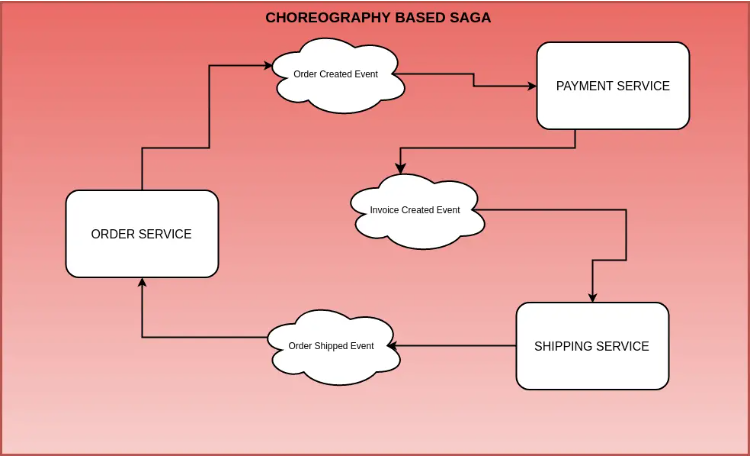 CHOREOGRAPHY BASED SAGA
Order Created Event
PAYMENT SERVICE
Invoice Created Event
ORDER SERVICE
Order Shipped Event
SHIPPING SERVICE